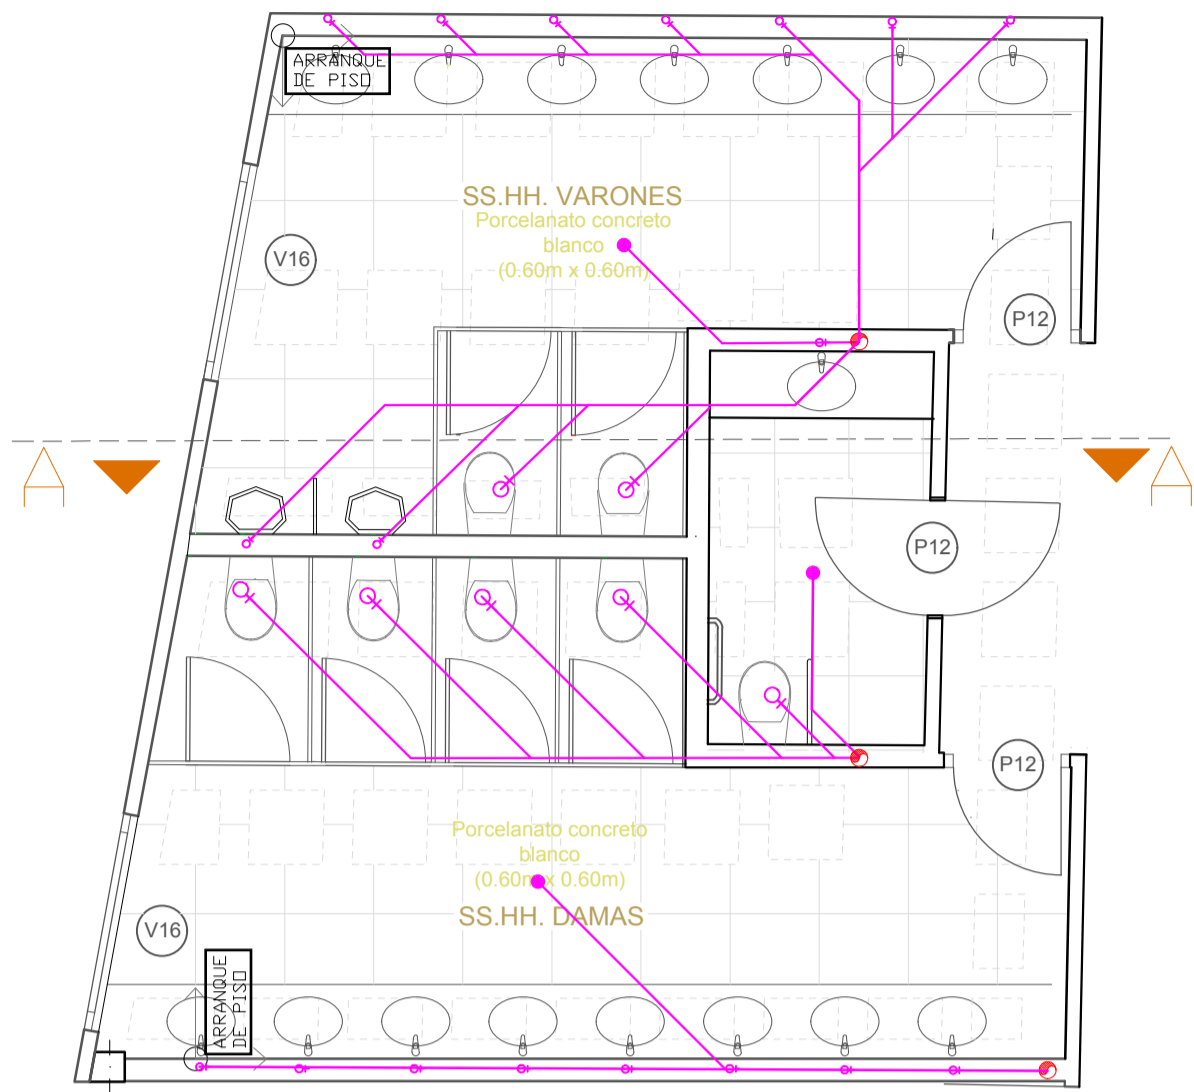 ARRANQUE
DE PISO
SS.HH. VARONES
Porcelanato concreto
blanco
(0.60m x 0.60m)
V16
P12
A
A
P12
P12
Porcelanato concreto
blanco
(0.60m x 0.60m)
SS.HH. DAMAS
V16
ARRANQUE
DE PISO